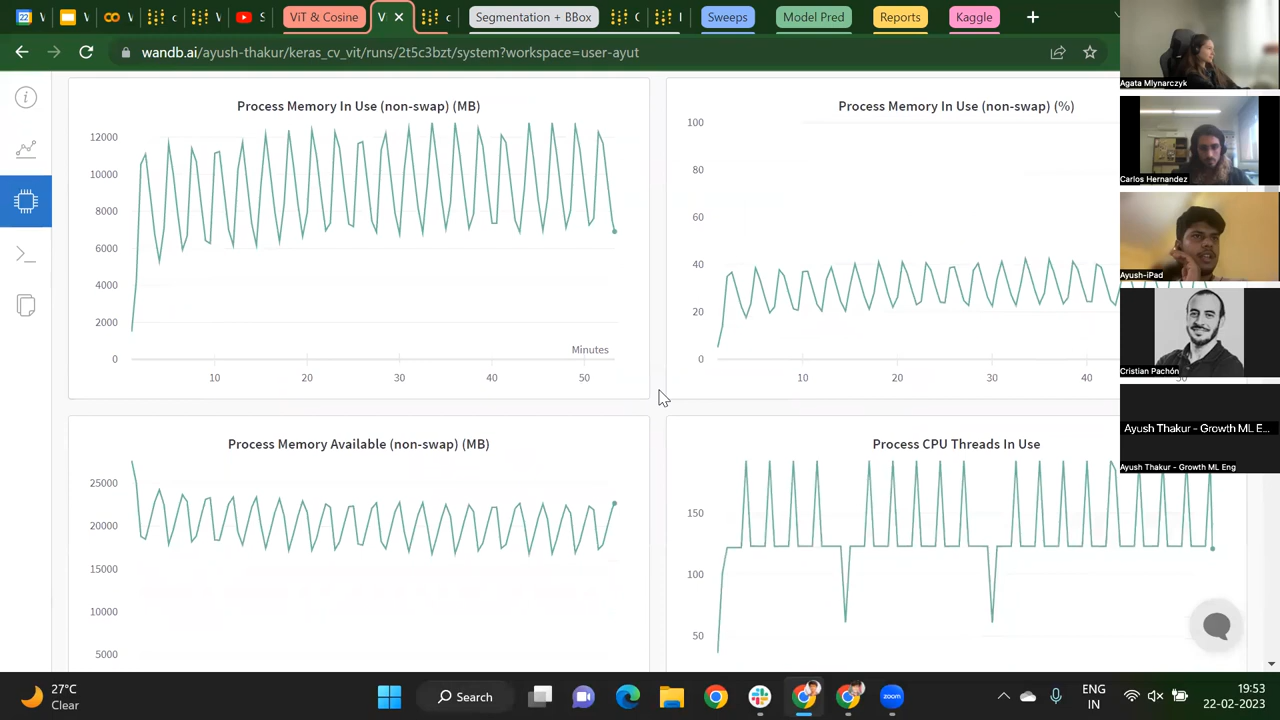 22
ViT & Cosine
V
Segmentation + BBox
Sweeps
Model Pred
Reports
Kaggle
wandb.ai/ayush-thakur/keras_cv_vit/runs/2t5c3bzt/system?workspace=user-ayut
Agata Mlynarczyk
Carlos Hernandez
Ayush-iPad
Cristian Pachón
Ayush Thakur - Growth ML E...
Ayush Thakur - Growth ML Eng
Process Memory In Use (non-swap) (MB)
12000
10000
8000
6000
4000
2000
0
Minutes
10 20 30 40 50
Process Memory In Use (non-swap) (%)
100
80
60
40
20
0
10 20 30 40 50
Process Memory Available (non-swap) (MB)
25000
20000
15000
10000
5000
Process CPU Threads In Use
150
100
50
27°C
Clear
Search
zoom
ENG
IN
19:53
22-02-2023